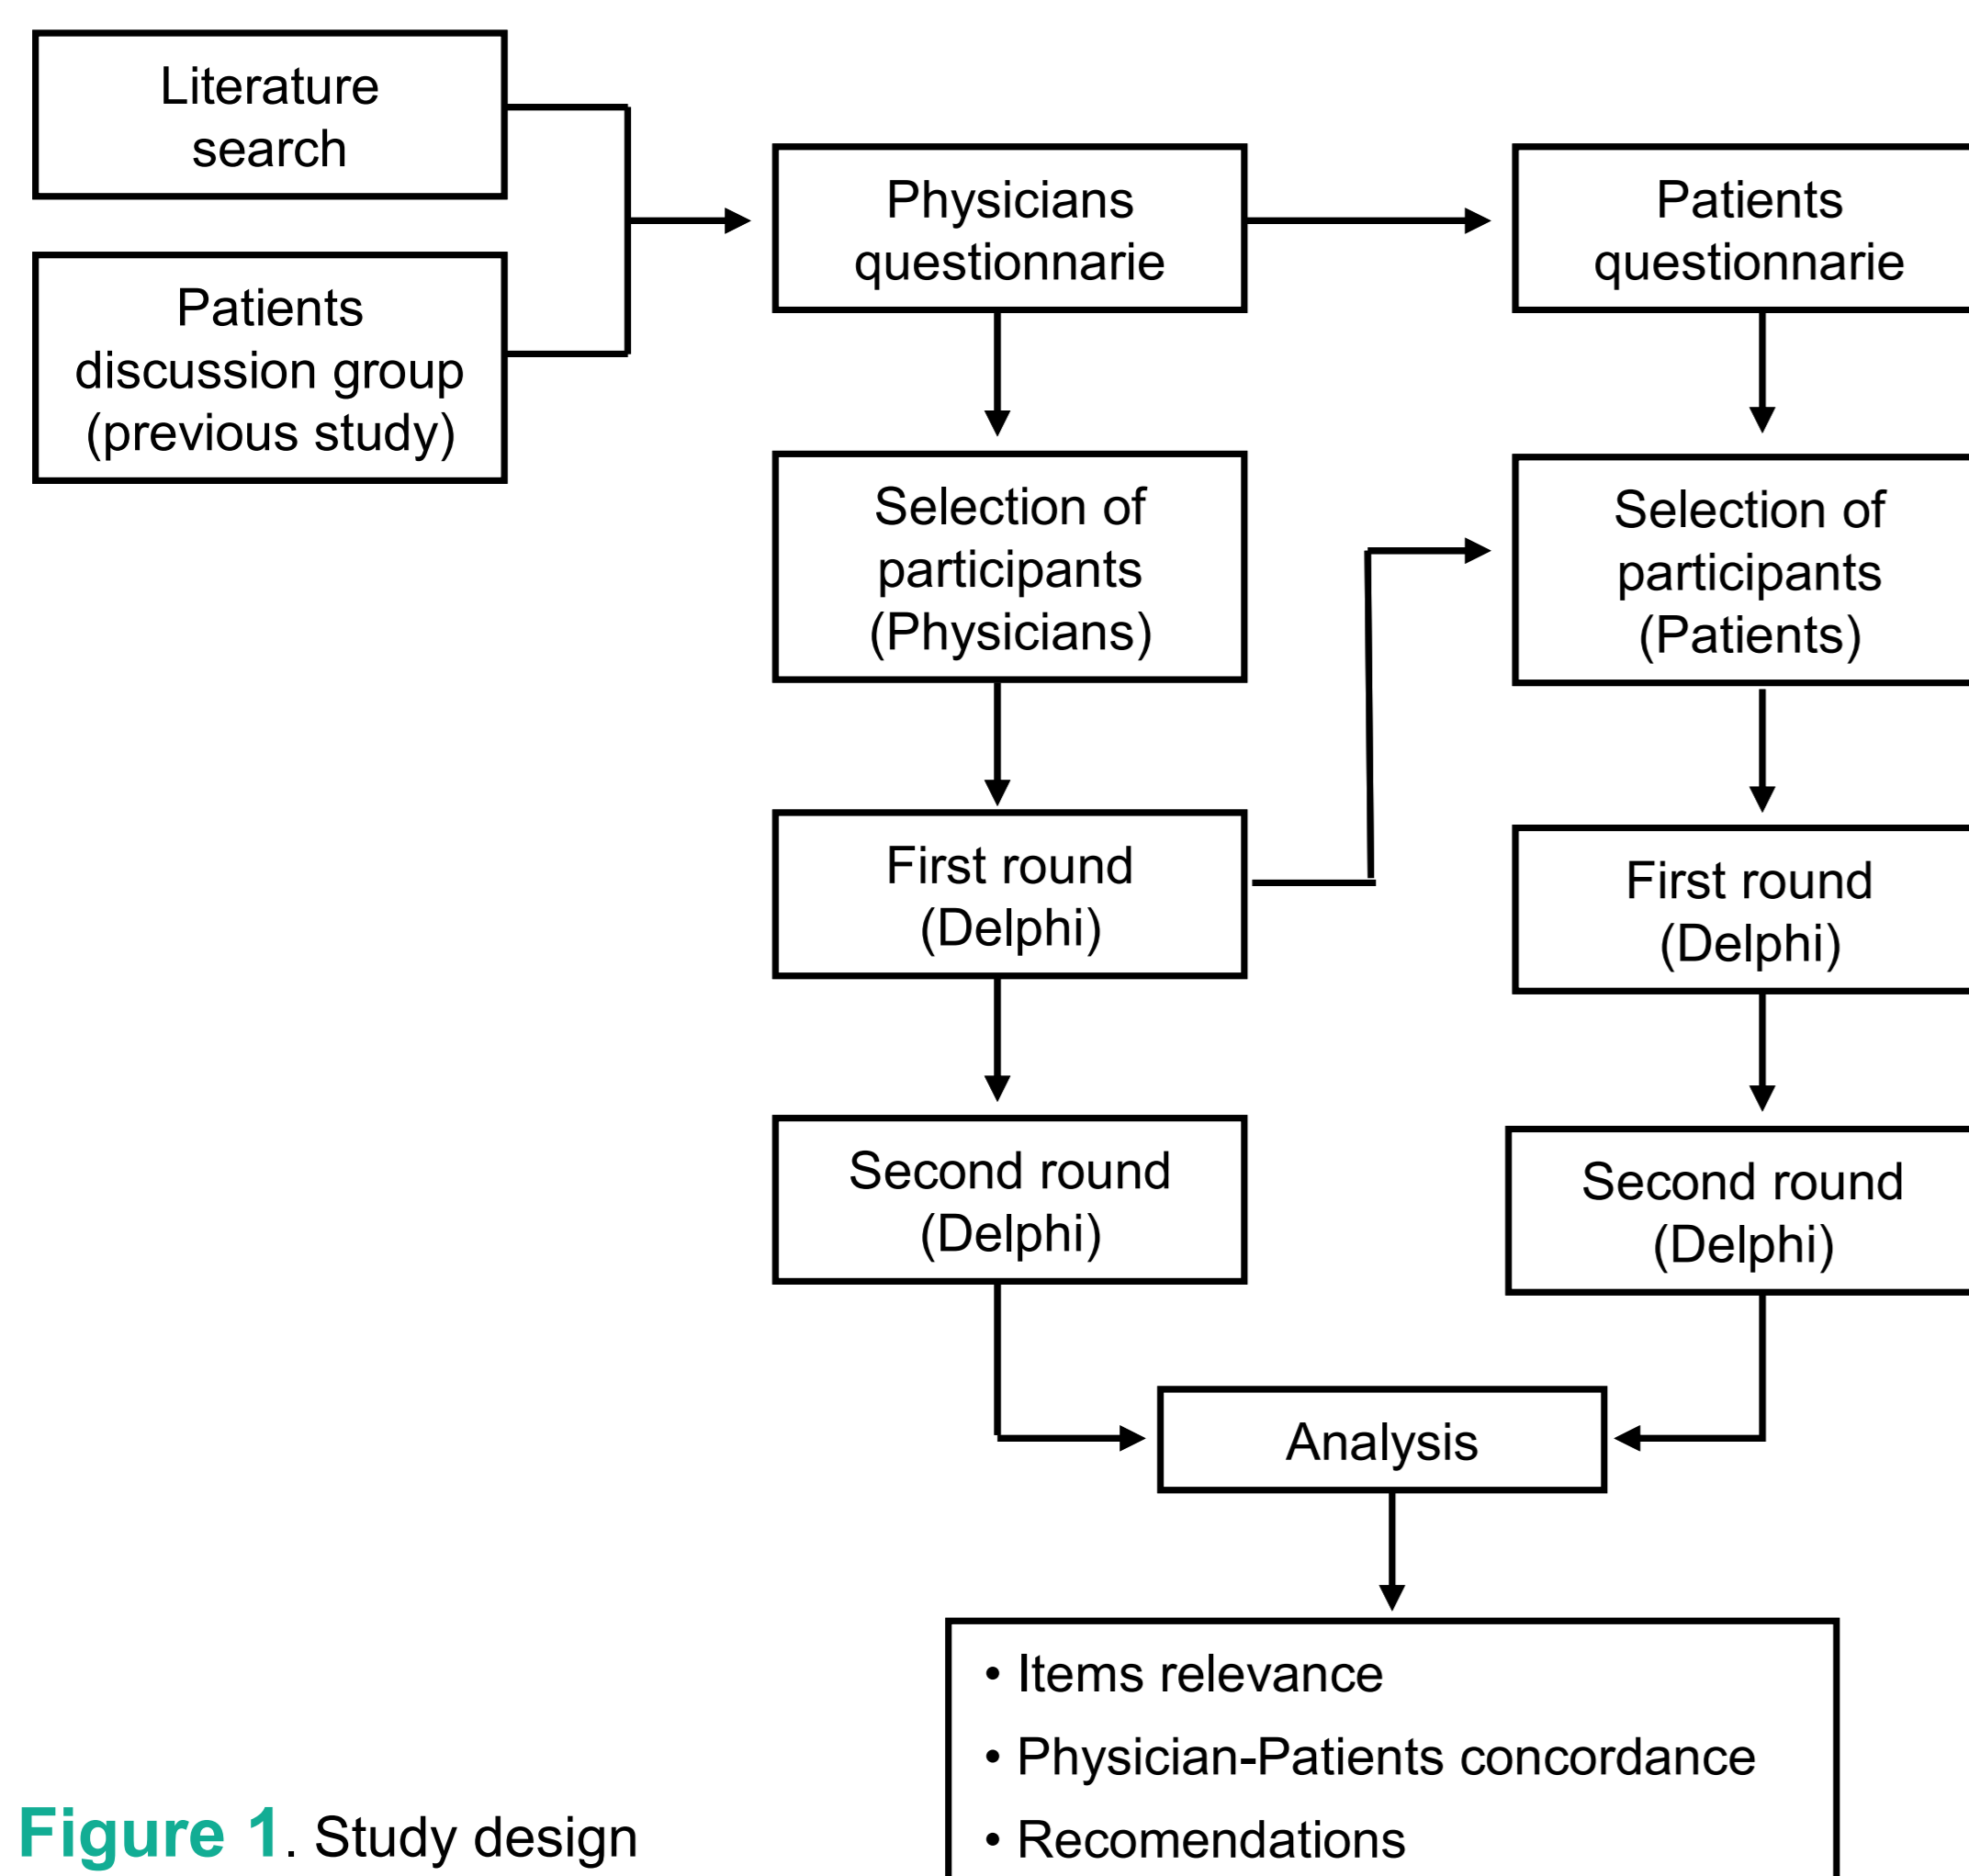 Literature
search
Patients
discussion group
(previous study)
Physicians
questionnarie
Patients
questionnarie
Selection of
participants
(Physicians)
Selection of
participants
(Patients)
First round
(Delphi)
First round
(Delphi)
Second round
(Delphi)
Second round
(Delphi)
Analysis
• Items relevance
• Physician-Patients concordance
• Recomendations
Figure 1. Study design